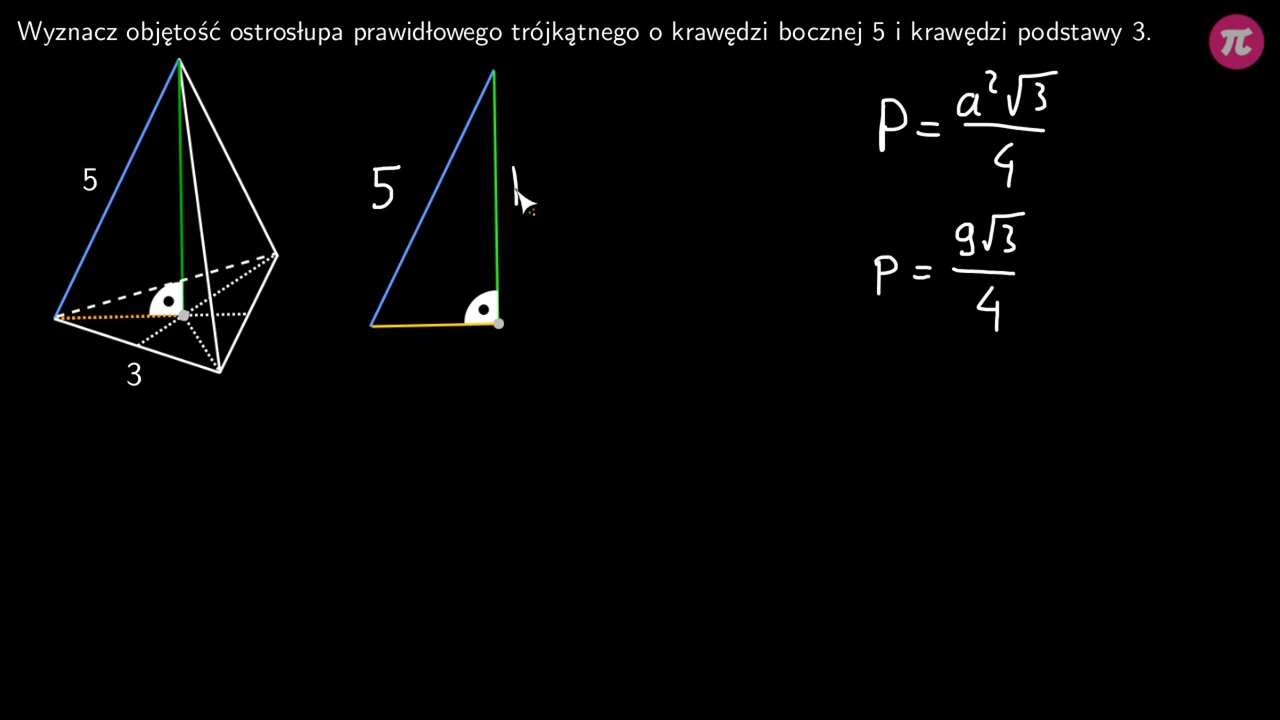 Wyznacz objętość ostrosłupa prawidłowego trójkątnego o krawędzi bocznej 5 i krawędzi podstawy 3.
π
5
3
5
P = a²√3/4
P = 9√3/4